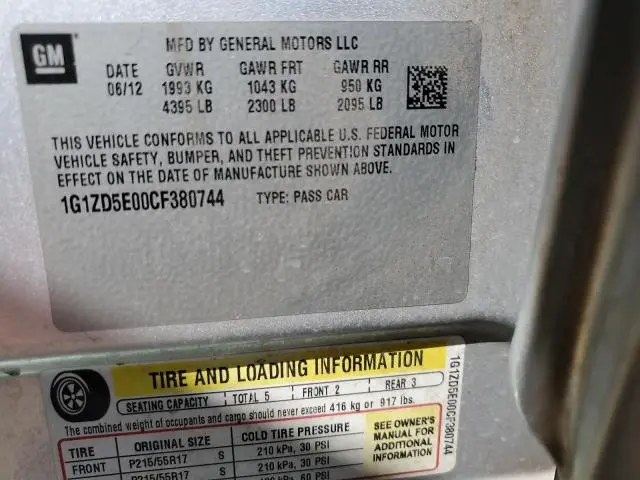 GM
MFD BY GENERAL MOTORS LLC
DATE GVWR GAWR FRT GAWR RR
06/12 1993 KG 1043 KG 950 KG
4395 LB 2300 LB 2095 LB
THIS VEHICLE CONFORMS TO ALL APPLICABLE U.S. FEDERAL MOTOR
VEHICLE SAFETY, BUMPER, AND THEFT PREVENTION STANDARDS IN
EFFECT ON THE DATE OF MANUFACTURE SHOWN ABOVE.
1G1ZD5E00CF380744 TYPE: PASS CAR
TIRE AND LOADING INFORMATION
SEATING CAPACITY TOTAL 5 FRONT 2 REAR 3
The combined weight of occupants and cargo should never exceed 416 kg or 917 lbs.
TIRE ORIGINAL SIZE COLD TIRE PRESSURE
FRONT P215/55R17 S 210 kPa, 30 PSI
P215/55R17 S 210 kPa, 30 PSI
60 PSI
SEE OWNER'S
MANUAL FOR
ADDITIONAL
INFORMATION
1G1ZD5E00CF380744